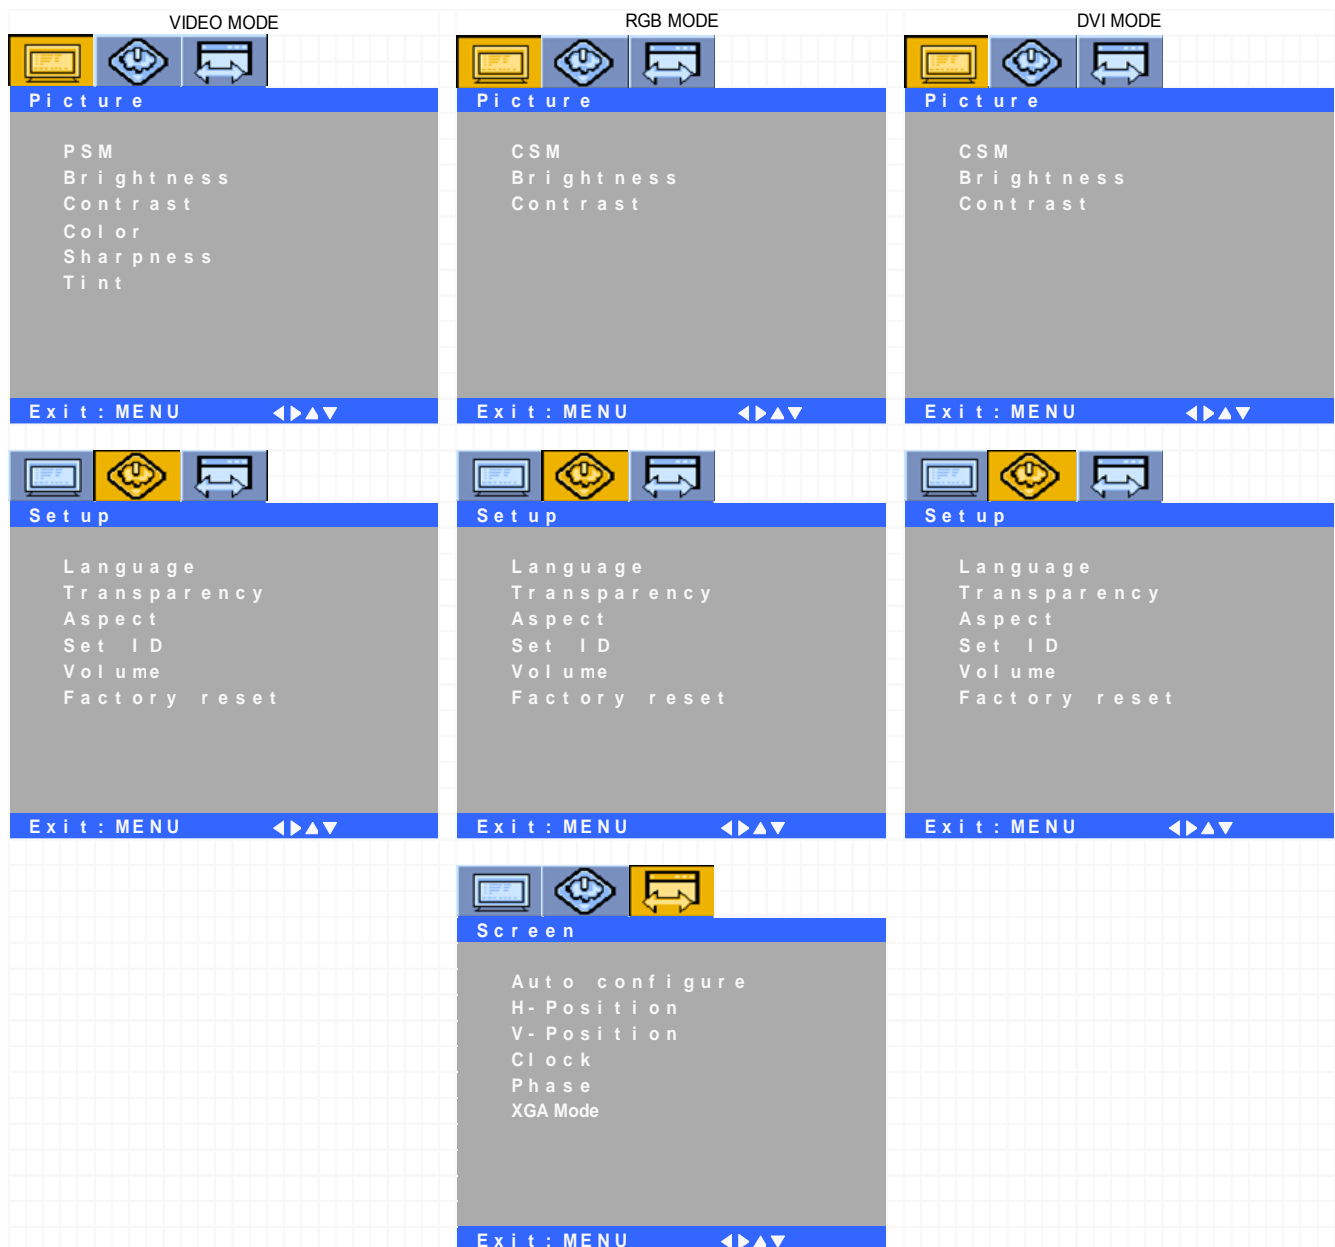 VIDEO MODE
RGB MODE
DVI MODE
Picture
PSM
Brightness
Contrast
Color
Sharpness
Tint
Exit: MENU
Picture
CSM
Brightness
Contrast
Exit: MENU
Picture
CSM
Brightness
Contrast
Exit: MENU
Setup
Language
Transparency
Aspect
Set ID
Volume
Factory reset
Exit: MENU
Setup
Language
Transparency
Aspect
Set ID
Volume
Factory reset
Exit: MENU
Setup
Language
Transparency
Aspect
Set ID
Volume
Factory reset
Exit: MENU
Screen
Auto configure
H-Position
V-Position
Clock
Phase
XGA Mode
Exit: MENU